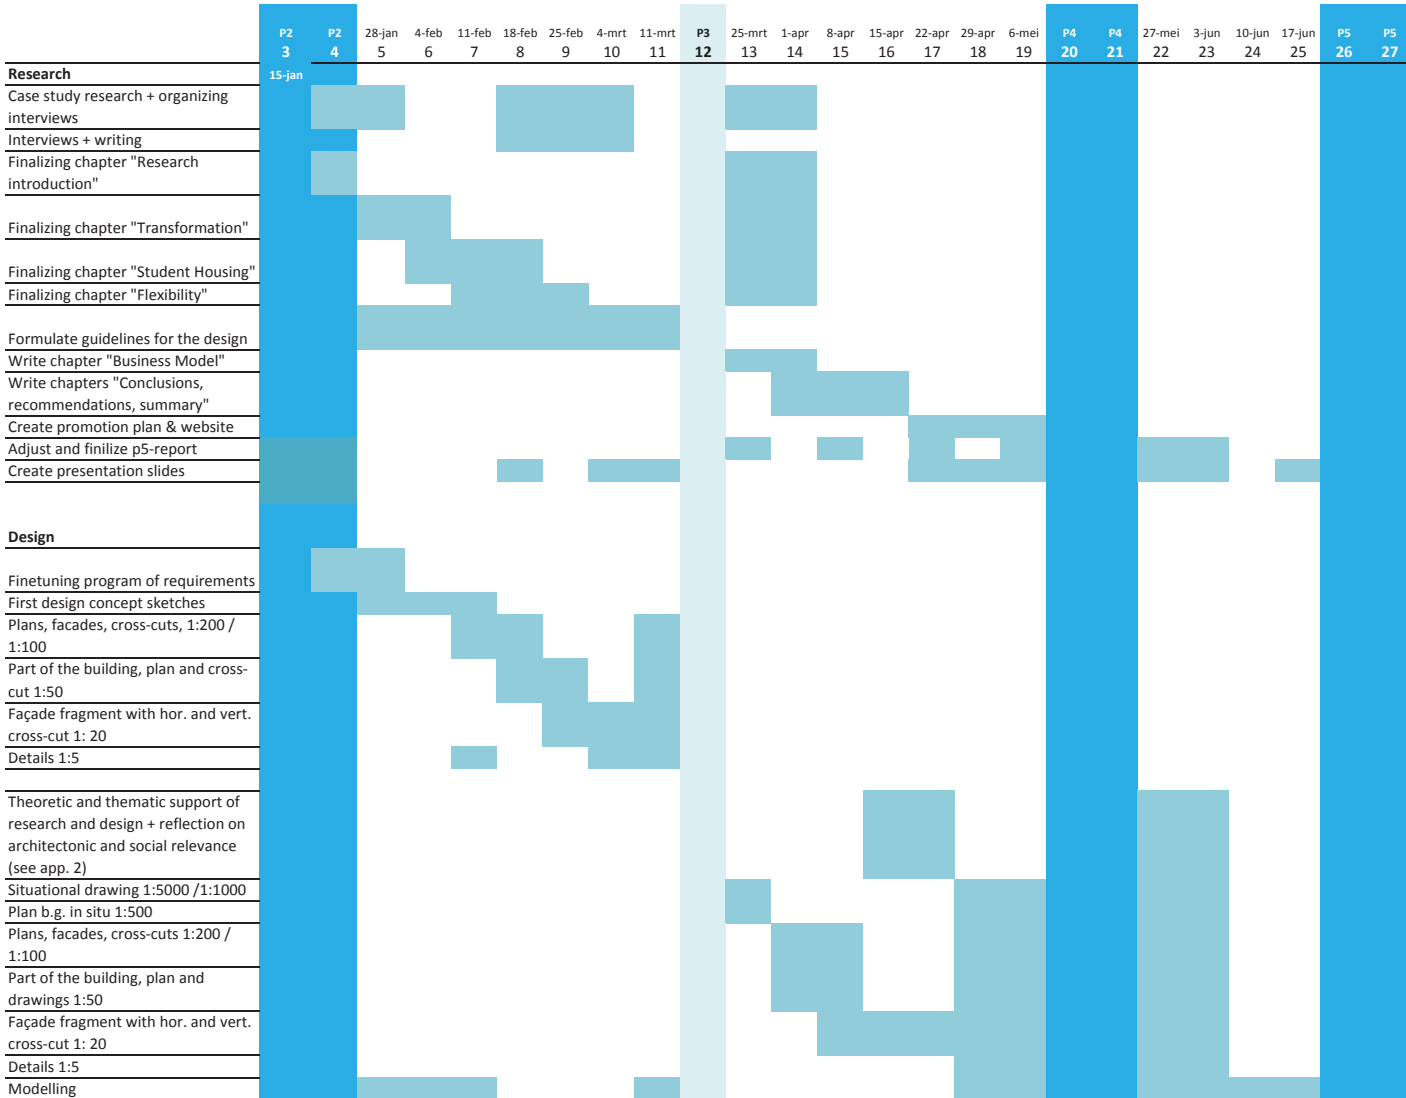 P2 P2 28-jan 4-feb 11-feb 18-feb 25-feb 4-mrt 11-mrt P3 25-mrt 1-apr 8-apr 15-apr 22-apr 29-apr 6-mei P4 P4 27-mei 3-jun 10-jun 17-jun P5 P5
3 4 5 6 7 8 9 10 11 12 13 14 15 16 17 18 19 20 21 22 23 24 25 26 27
Research 15-jan
Case study research + organizing
interviews
Interviews + writing
Finalizing chapter "Research
introduction"
Finalizing chapter "Transformation"
Finalizing chapter "Student Housing"
Finalizing chapter "Flexibility"
Formulate guidelines for the design
Write chapter "Business Model"
Write chapters "Conclusions,
recommendations, summary"
Create promotion plan & website
Adjust and finilize p5-report
Create presentation slides
Design
Finetuning program of requirements
First design concept sketches
Plans, facades, cross-cuts, 1:200 /
1:100
Part of the building, plan and cross-
cut 1:50
Façade fragment with hor. and vert.
cross-cut 1: 20
Details 1:5
Theoretic and thematic support of
research and design + reflection on
architectonic and social relevance
(see app. 2)
Situational drawing 1:5000 /1:1000
Plan b.g. in situ 1:500
Plans, facades, cross-cuts 1:200 /
1:100
Part of the building, plan and
drawings 1:50
Façade fragment with hor. and vert.
cross-cut 1: 20
Details 1:5
Modelling